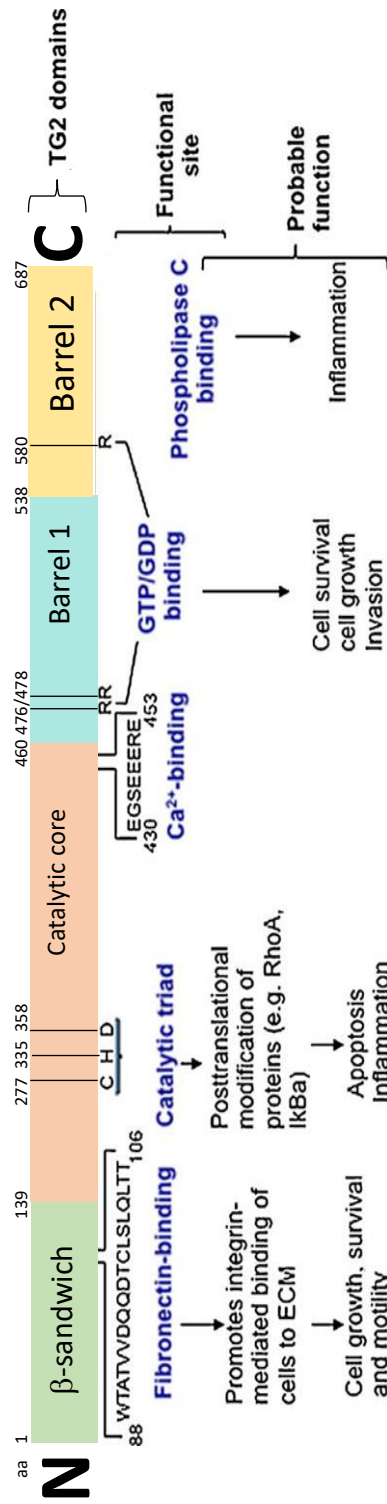 aa 1 139 277 335 358 460 476/478 538 580 687
N β-sandwich Catalytic core Barrel 1 Barrel 2 C TG2 domains
C H D RR R
WTATVVDQQDTCLSLQLTT
88 106
EGSEEERE
430 453
Fibronectin-binding
Catalytic triad
Ca²⁺-binding
GTP/GDP
binding
Phospholipase C
binding
Functional
site
Promotes integrin-
mediated binding of
cells to ECM
Cell growth, survival
and motility
Posttranslational
modification of
proteins (e.g. RhoA,
IkBa)
Apoptosis
Inflammation
Cell survival
cell growth
Invasion
Inflammation
Probable
function